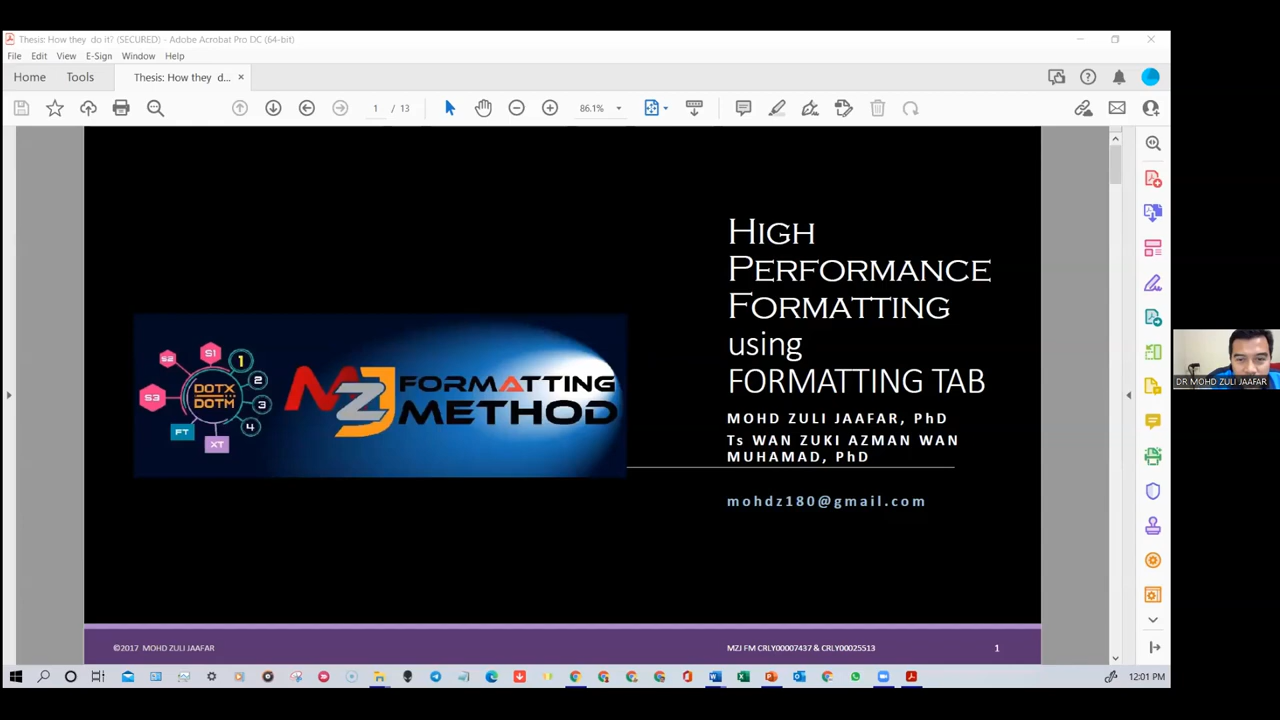 Thesis: How they do it? (SECURED) - Adobe Acrobat Pro DC (64-bit)
File Edit View E-Sign Window Help
Home Tools Thesis: How they d... ×
1 / 13 86.1%
HIGH
PERFORMANCE
FORMATTING
using
FORMATTING TAB
MOHD ZULI JAAFAR, PhD
Ts WAN ZUKI AZMAN WAN
MUHAMAD, PhD
mohdz180@gmail.com
S2 S1 1
DOTX 2
S3 DOTM 3
4
FT XT
MZJ FORMATTING
METHOD
DR MOHD ZULI JAAFAR
©2017 MOHD ZULI JAAFAR MZJ FM CRLY00007437 & CRLY00025513 1
12:01 PM